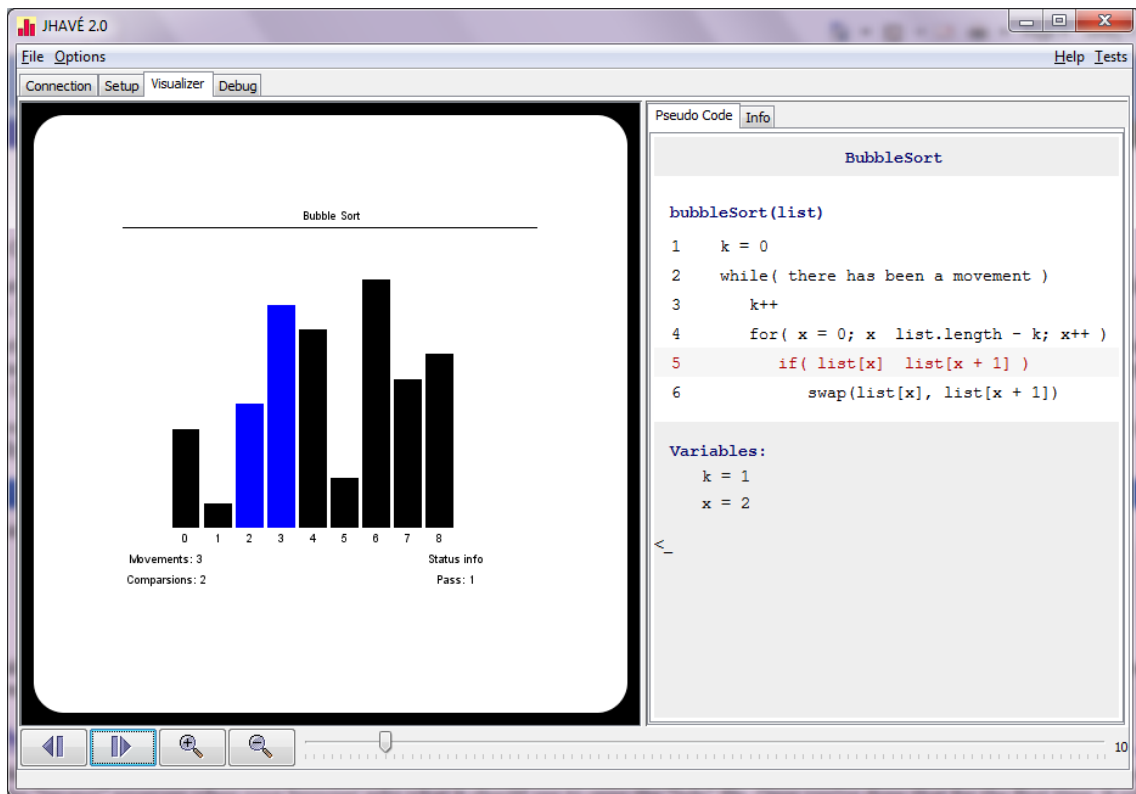 JHAVÉ 2.0
File Options Help Tests
Connection Setup Visualizer Debug
Bubble Sort
0 1 2 3 4 5 6 7 8
Movements: 3 Status info
Comparsions: 2 Pass: 1
Pseudo Code Info
BubbleSort
bubbleSort(list)
1 k = 0
2 while( there has been a movement )
3 k++
4 for( x = 0; x list.length - k; x++ )
5 if( list[x] list[x + 1] )
6 swap(list[x], list[x + 1])
Variables:
k = 1
x = 2
<_
10